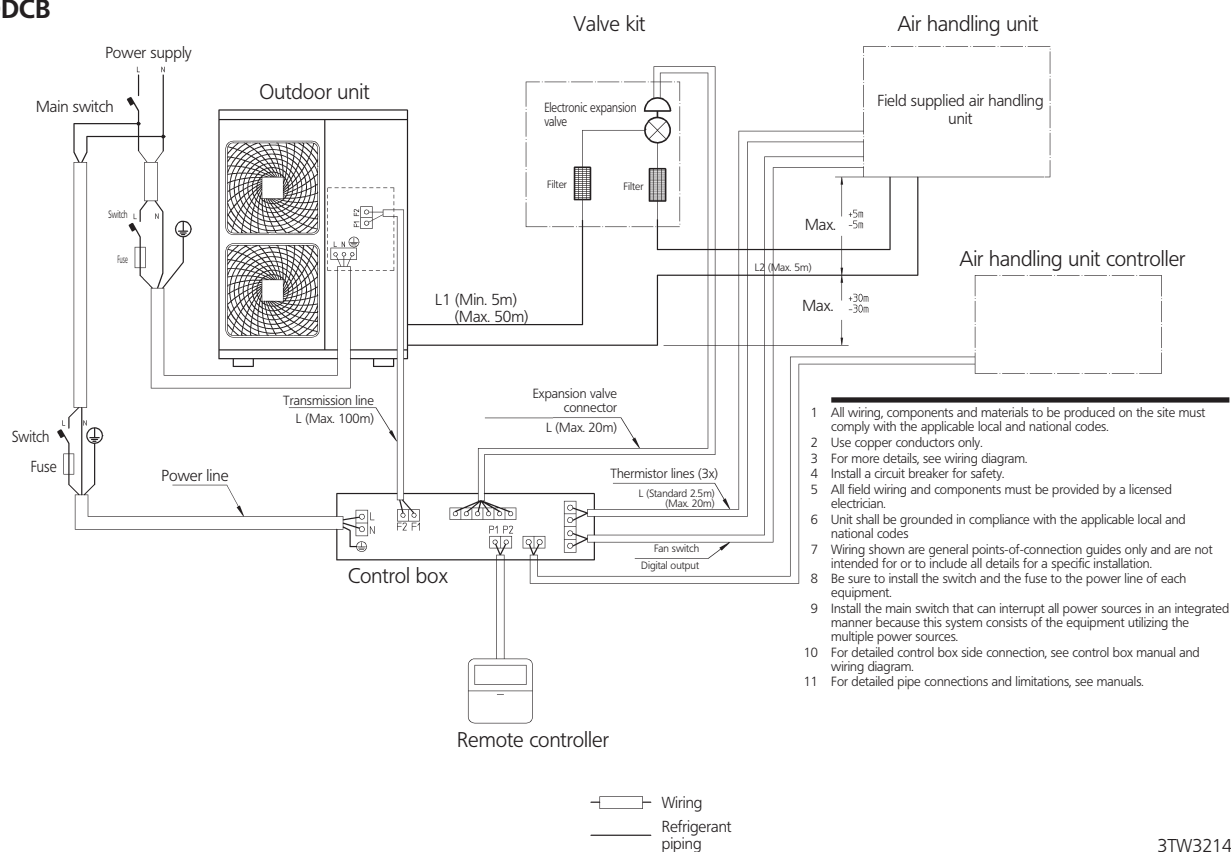 DCB
Valve kit
Air handling unit
Power supply
L N
Main switch
Outdoor unit
Electronic expansion
valve
Field supplied air handling
unit
Filter
Filter
F1 F2
L N
Switch
L N
Fuse
Max. +5m
-5m
L2 (Max. 5m)
Air handling unit controller
L1 (Min. 5m)
(Max. 50m)
Max. +30m
-30m
Transmission line
L (Max. 100m)
Expansion valve
connector
L (Max. 20m)
L N
Switch
Fuse
Power line
Thermistor lines (3x)
L (Standard 2.5m)
(Max. 20m)
L
N
F2 F1
P1 P2
Fan switch
Digital output
Control box
Remote controller
1 All wiring, components and materials to be produced on the site must
comply with the applicable local and national codes.
2 Use copper conductors only.
3 For more details, see wiring diagram.
4 Install a circuit breaker for safety.
5 All field wiring and components must be provided by a licensed
electrician.
6 Unit shall be grounded in compliance with the applicable local and
national codes
7 Wiring shown are general points-of-connection guides only and are not
intended for or to include all details for a specific installation.
8 Be sure to install the switch and the fuse to the power line of each
equipment.
9 Install the main switch that can interrupt all power sources in an integrated
manner because this system consists of the equipment utilizing the
multiple power sources.
10 For detailed control box side connection, see control box manual and
wiring diagram.
11 For detailed pipe connections and limitations, see manuals.
Wiring
Refrigerant
piping
3TW3214